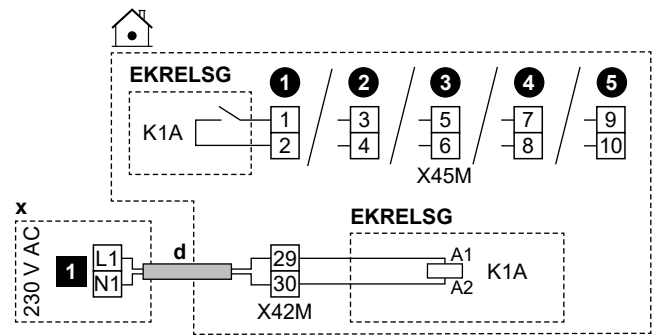 EKRELSG
1 2 3 4 5
K1A
1 3 5 7 9
2 4 6 8 10
X45M
x
230 V AC
1
L1
N1
d
29
30
X42M
EKRELSG
A1
A2
K1A